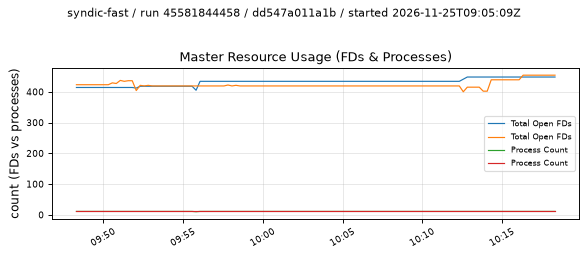 syndic-fast / run 45581844458 / dd547a011a1b / started 2026-11-25T09:05:09Z
Master Resource Usage (FDs & Processes)
count (FDs vs processes)
400
300
200
100
0
Total Open FDs
Total Open FDs
Process Count
Process Count
09:50
09:55
10:00
10:05
10:10
10:15